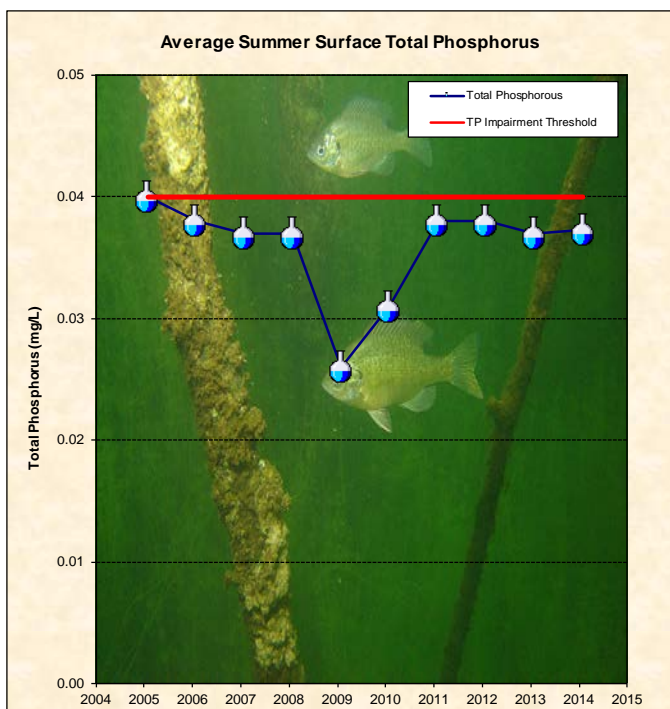 Average Summer Surface Total Phosphorus
Total Phosphorous
TP Impairment Threshold
Total Phosphorus (mg/L)
0.05
0.04
0.03
0.02
0.01
0.00
2004 2005 2006 2007 2008 2009 2010 2011 2012 2013 2014 2015